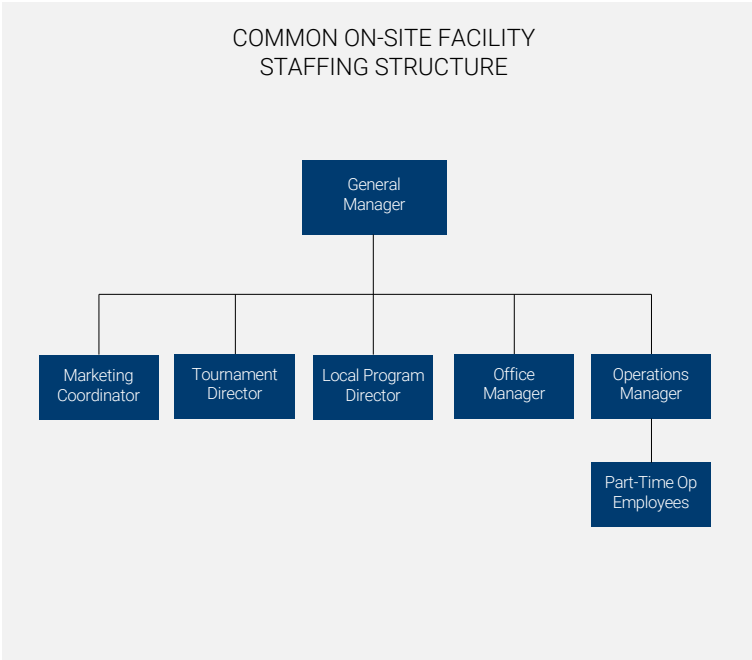 COMMON ON-SITE FACILITY
STAFFING STRUCTURE
General
Manager
Marketing
Coordinator
Tournament
Director
Local Program
Director
Office
Manager
Operations
Manager
Part-Time Op
Employees